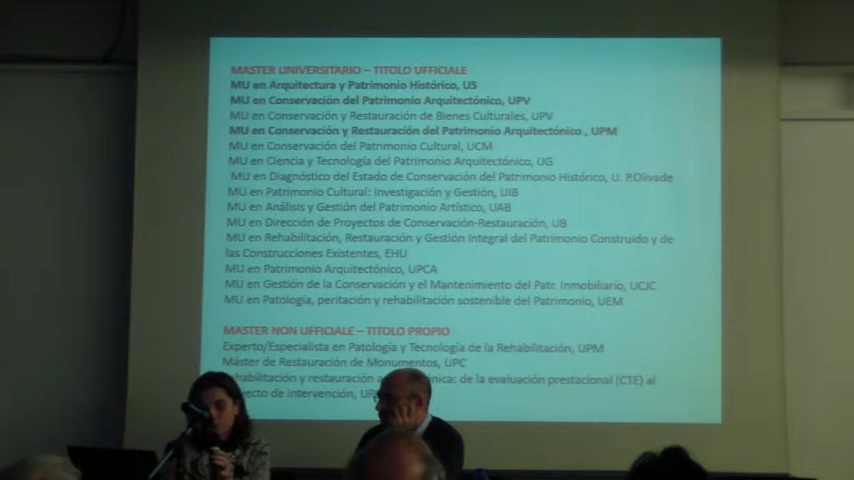 MASTER UNIVERSITARIO – TITOLO UFFICIALE
MU en Arquitectura y Patrimonio Histórico, US
MU en Conservación del Patrimonio Arquitectónico, UPV
MU en Conservación y Restauración de Bienes Culturales, UPV
MU en Conservación y Restauración del Patrimonio Arquitectónico , UPM
MU en Conservación del Patrimonio Cultural, UCM
MU en Ciencia y Tecnología del Patrimonio Arquitectónico, UG
MU en Diagnóstico del Estado de Conservación del Patrimonio Histórico, U. P.Olivade
MU en Patrimonio Cultural: Investigación y Gestión, UIB
MU en Análisis y Gestión del Patrimonio Artístico, UAB
MU en Dirección de Proyectos de Conservación-Restauración, UB
MU en Rehabilitación, Restauración y Gestión Integral del Patrimonio Construido y de
las Construcciones Existentes, EHU
MU en Patrimonio Arquitectónico, UPCA
MU en Gestión de la Conservación y el Mantenimiento del Patr. Inmobiliario, UCJC
MU en Patología, peritación y rehabilitación sostenible del Patrimonio, UEM
MASTER NON UFFICIALE – TITOLO PROPIO
Experto/Especialista en Patología y Tecnología de la Rehabilitación, UPM
Máster de Restauración de Monumentos, UPC
y restauración de la evaluación prestacional (CTE) al
de intervención,